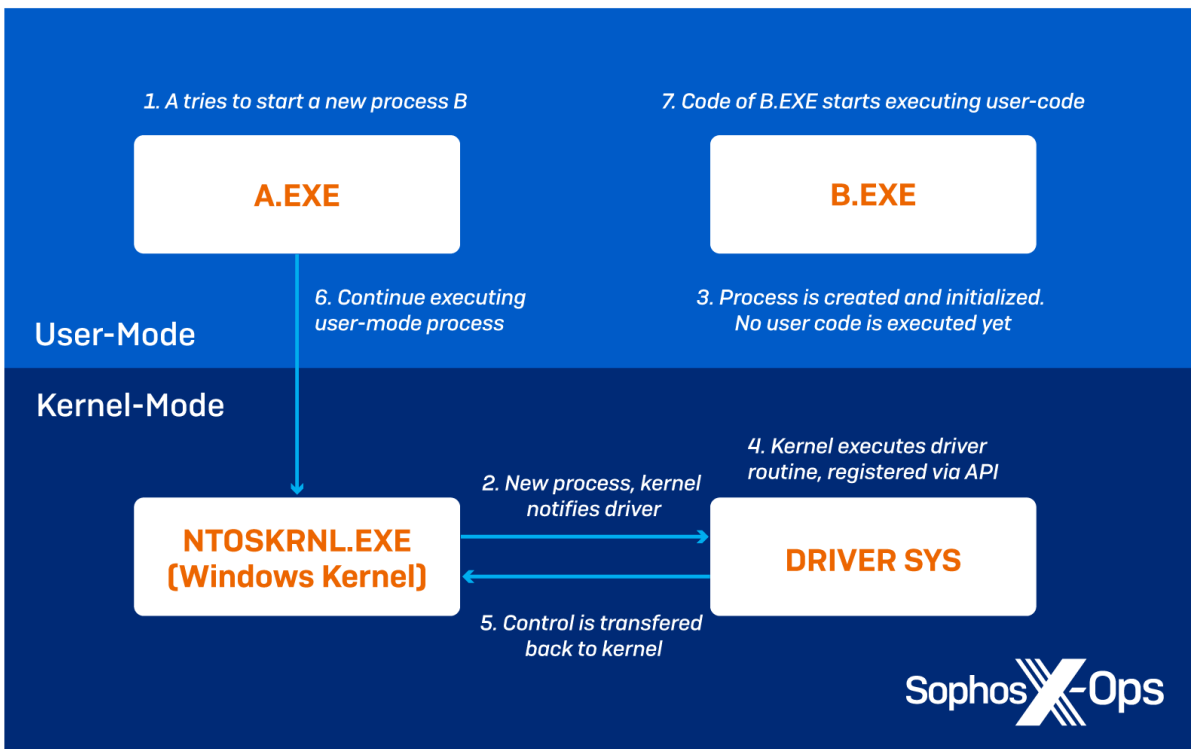 1. A tries to start a new process B
7. Code of B.EXE starts executing user-code
A.EXE
B.EXE
6. Continue executing
user-mode process
3. Process is created and initialized.
No user code is executed yet
User-Mode
Kernel-Mode
4. Kernel executes driver
routine, registered via API
2. New process, kernel
notifies driver
NTOSKRNL.EXE
(Windows Kernel)
DRIVER SYS
5. Control is transfered
back to kernel
Sophos X-Ops